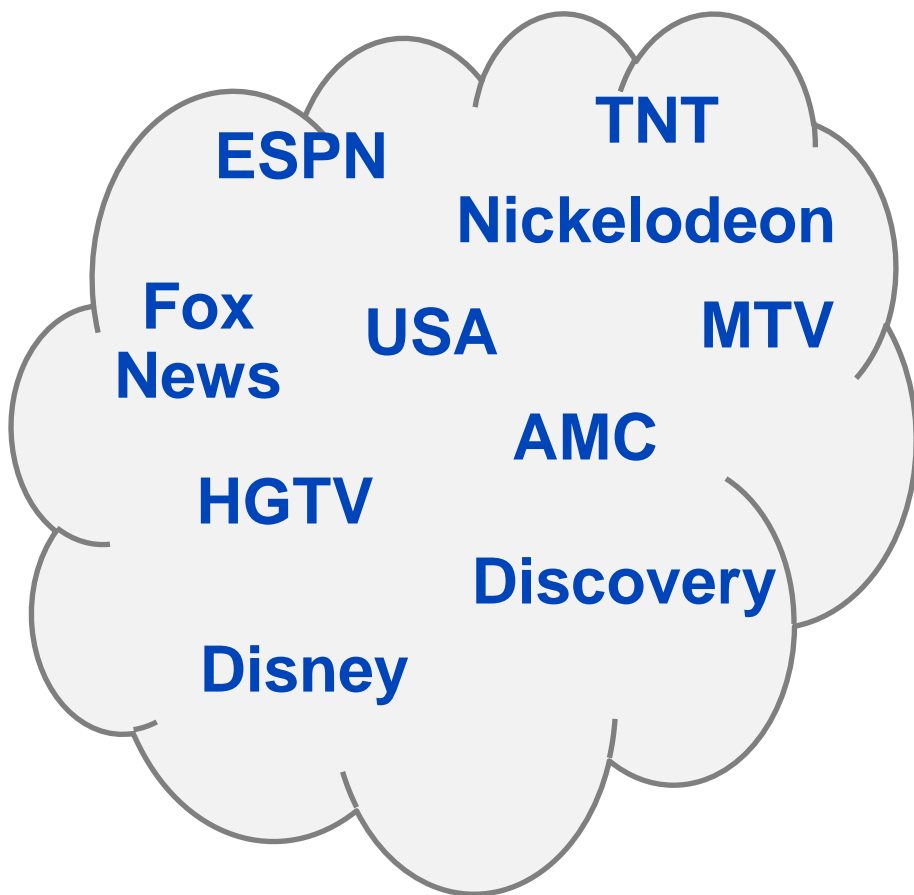 TNT
ESPN
Nickelodeon
Fox
News
USA
MTV
AMC
HGTV
Discovery
Disney